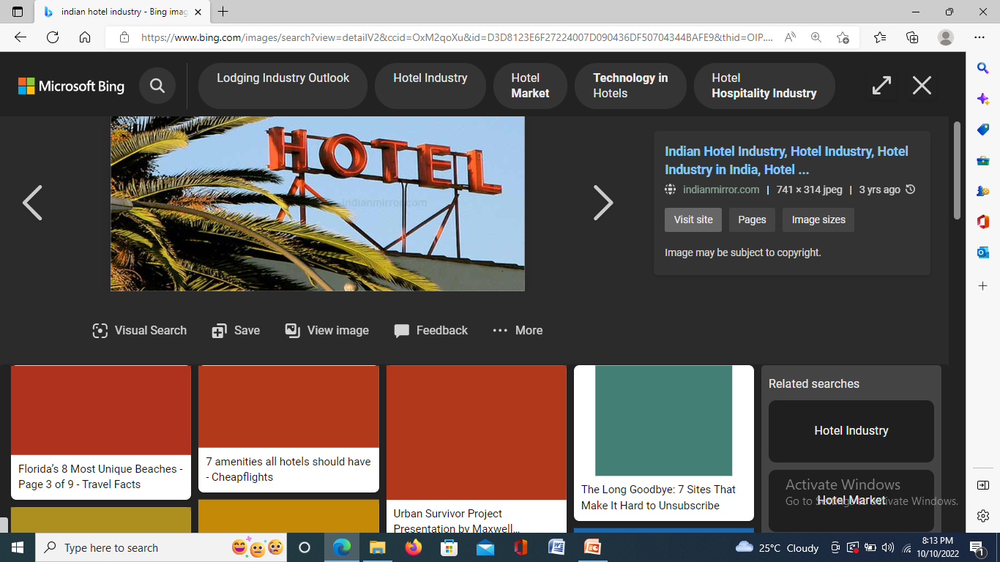 indian hotel industry - Bing imag
https://www.bing.com/images/search?view=detailV2&ccid=OxM2qoXu&id=D3D8123E6F27224007D090436DF50704344BAFE9&thid=OIP....
Microsoft Bing
Lodging Industry Outlook
Hotel Industry
Hotel
Market
Technology in
Hotels
Hotel
Hospitality Industry
HOTEL
indianmirror.com
Indian Hotel Industry, Hotel Industry, Hotel
Industry in India, Hotel ...
indianmirror.com | 741 × 314 jpeg | 3 yrs ago
Visit site
Pages
Image sizes
Image may be subject to copyright.
Visual Search
Save
View image
Feedback
More
Florida's 8 Most Unique Beaches -
Page 3 of 9 - Travel Facts
7 amenities all hotels should have
- Cheapflights
Urban Survivor Project
Presentation by Maxwell...
The Long Goodbye: 7 Sites That
Make It Hard to Unsubscribe
Related searches
Hotel Industry
Hotel Market
Activate Windows
Go to Settings to activate Windows.
Type here to search
25°C Cloudy
8:13 PM
10/10/2022
1